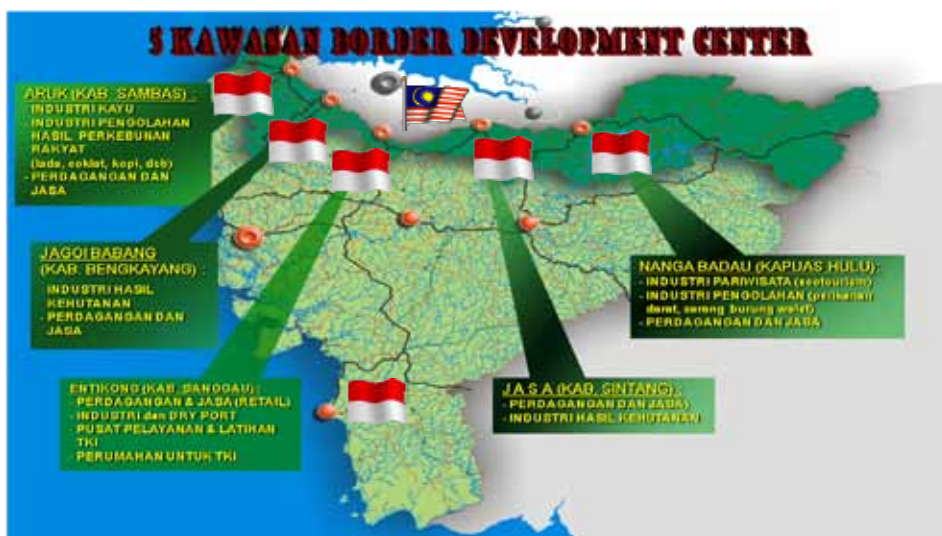 5 KAWASAN BORDER DEVELOPMENT CENTER
ARUK (KAB. SAMBAS) :
- INDUSTRI KAYU
- INDUSTRI PENGOLAHAN
HASIL PERKEBUNAN
RAKYAT
(lada, coklat, kopi, dsb)
- PERDAGANGAN DAN
JASA
JAGOI BABANG
(KAB. BENGKAYANG) :
- INDUSTRI HASIL
KEHUTANAN
- PERDAGANGAN DAN
JASA
ENTIKONG (KAB. SANGGAU) :
- PERDAGANGAN & JASA (RETAIL)
- INDUSTRI dan DRY PORT
- PUSAT PELAYANAN & LATIHAN
TKI
- PERUMAHAN UNTUK TKI
J A S A (KAB. SINTANG) :
- PERDAGANGAN DAN JASA)
- INDUSTRI HASIL KEHUTANAN
NANGA BADAU (KAPUAS HULU):
- INDUSTRI PARIWISATA (ecotourism)
- INDUSTRI PENGOLAHAN (perikanan
darat, sarang burung walet)
- PERDAGANGAN DAN JASA